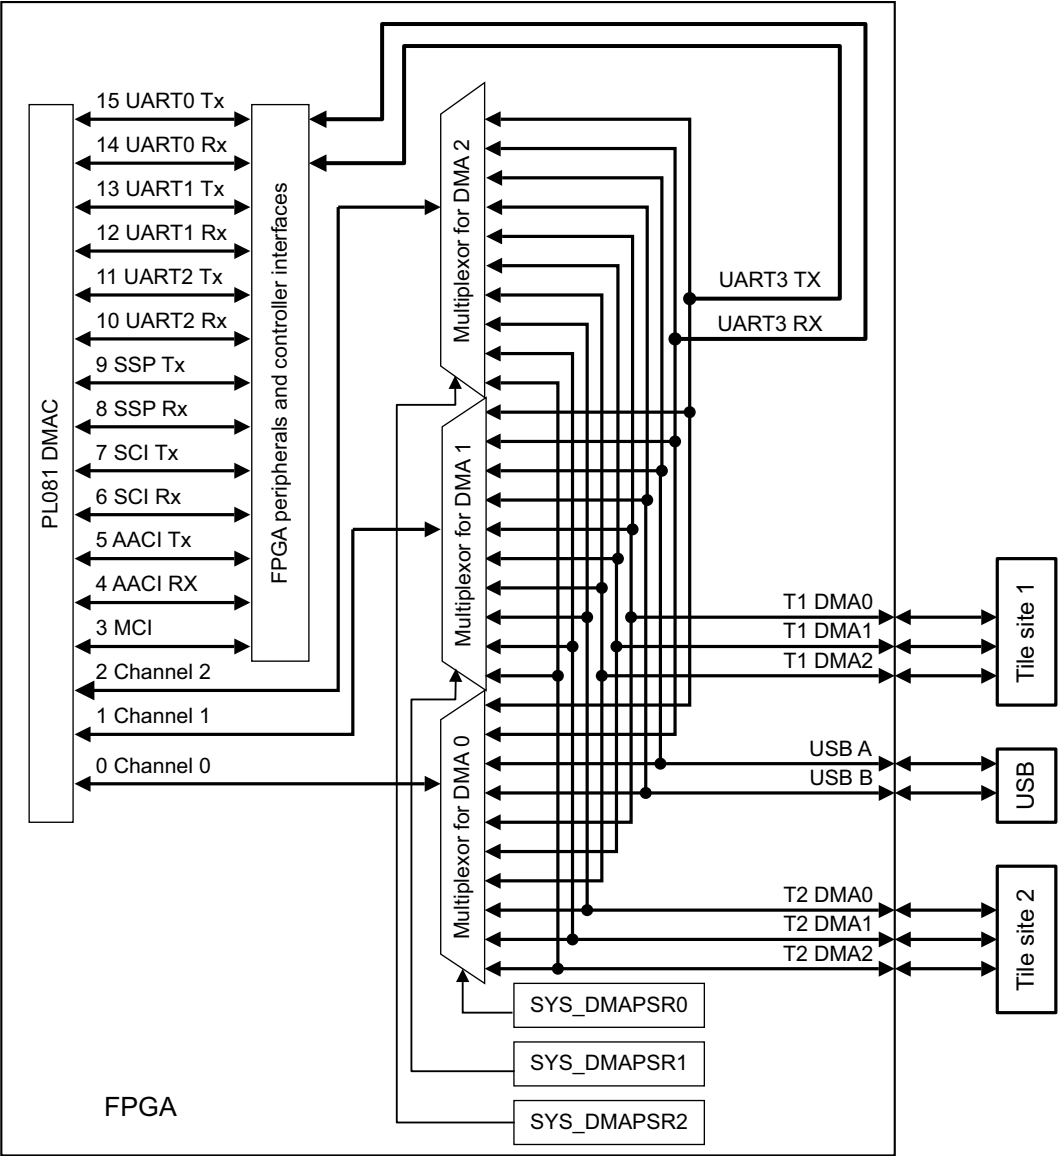 15 UART0 Tx
14 UART0 Rx
13 UART1 Tx
12 UART1 Rx
11 UART2 Tx
10 UART2 Rx
9 SSP Tx
8 SSP Rx
7 SCI Tx
6 SCI Rx
5 AACI Tx
4 AACI RX
3 MCI
2 Channel 2
1 Channel 1
0 Channel 0
PL081 DMAC
FPGA peripherals and controller interfaces
Multiplexor for DMA 2
Multiplexor for DMA 1
Multiplexor for DMA 0
UART3 TX
UART3 RX
T1 DMA0
T1 DMA1
T1 DMA2
Tile site 1
USB A
USB B
USB
T2 DMA0
T2 DMA1
T2 DMA2
Tile site 2
SYS_DMAPSR0
SYS_DMAPSR1
SYS_DMAPSR2
FPGA